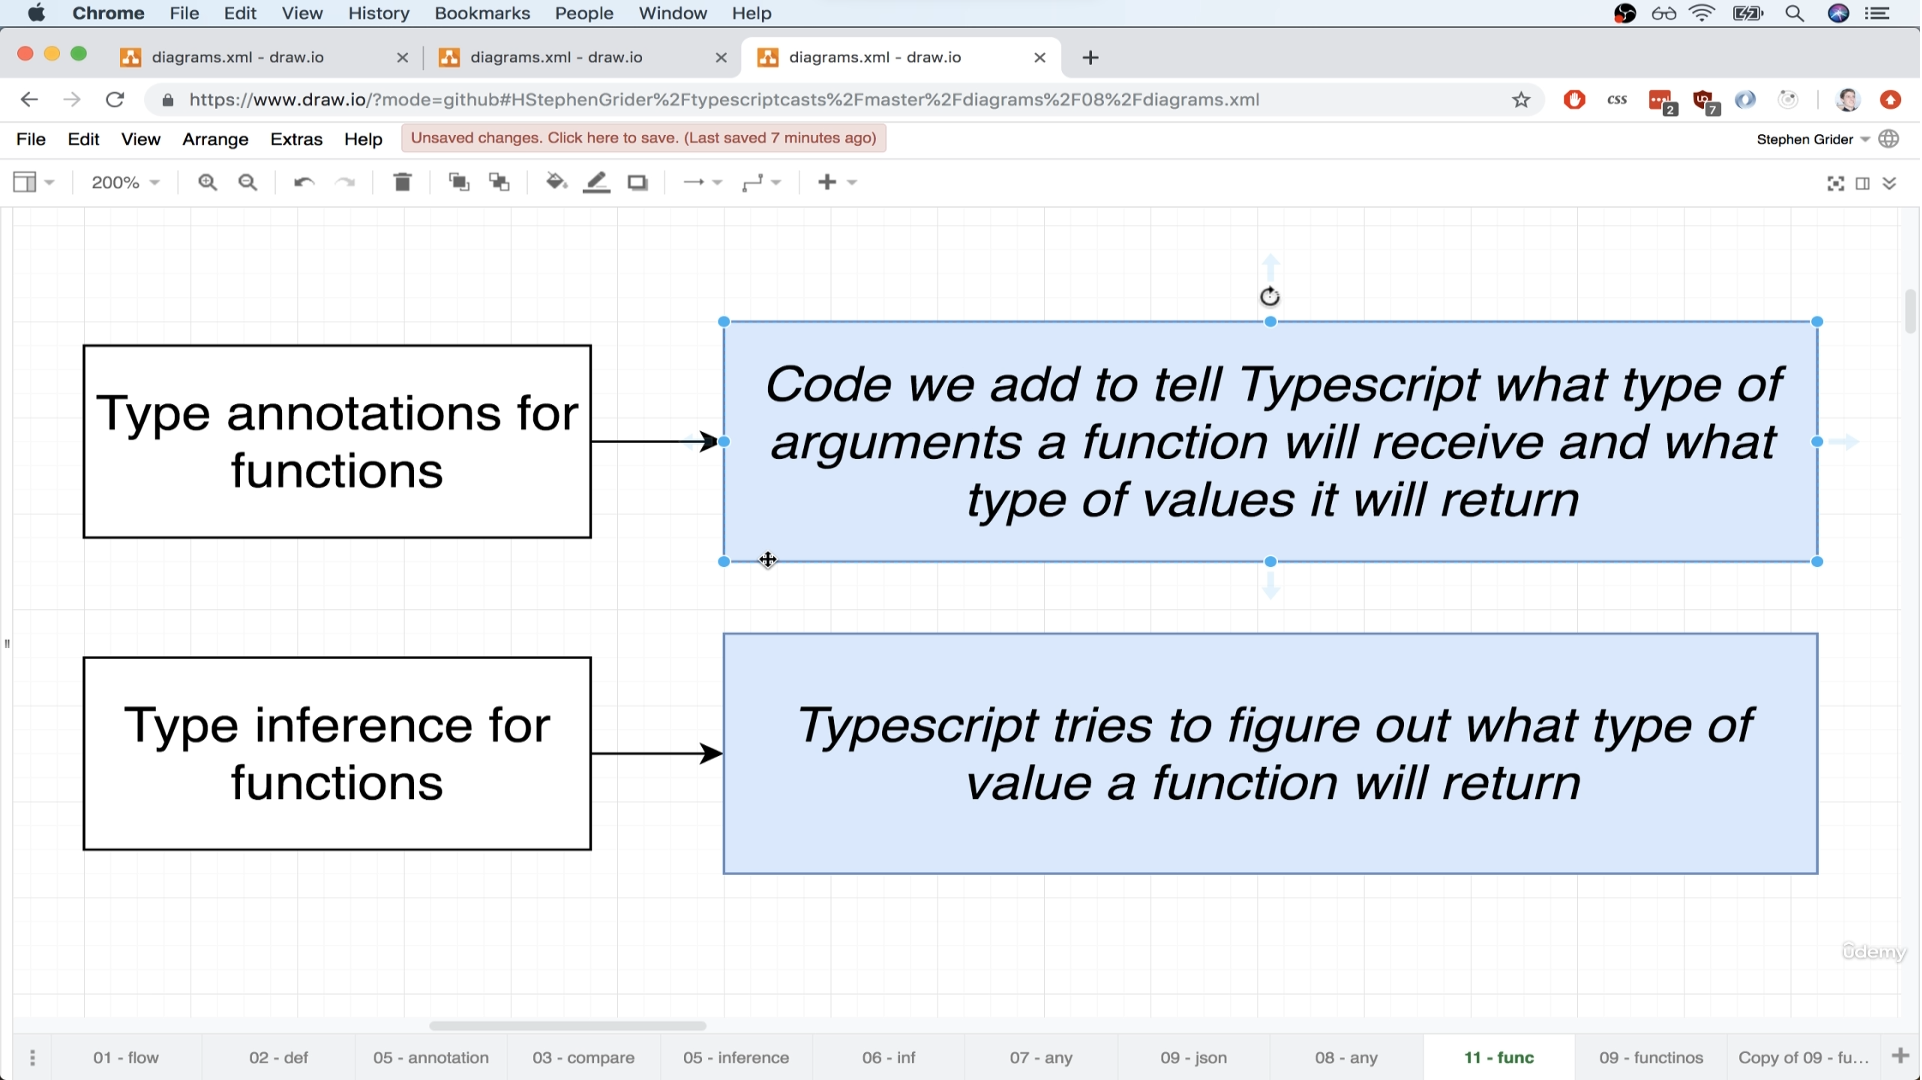 Chrome File Edit View History Bookmarks People Window Help
diagrams.xml - draw.io
diagrams.xml - draw.io
diagrams.xml - draw.io
https://www.draw.io/?mode=github#HStephenGrider%2Ftypescriptcasts%2Fmaster%2Fdiagrams%2F08%2Fdiagrams.xml
css
2
7
File Edit View Arrange Extras Help
Unsaved changes. Click here to save. (Last saved 7 minutes ago)
Stephen Grider
200%
Type annotations for
functions
Code we add to tell Typescript what type of
arguments a function will receive and what
type of values it will return
Type inference for
functions
Typescript tries to figure out what type of
value a function will return
ûdemy
01 - flow
02 - def
05 - annotation
03 - compare
05 - inference
06 - inf
07 - any
09 - json
08 - any
11 - func
09 - functinos
Copy of 09 - fu...